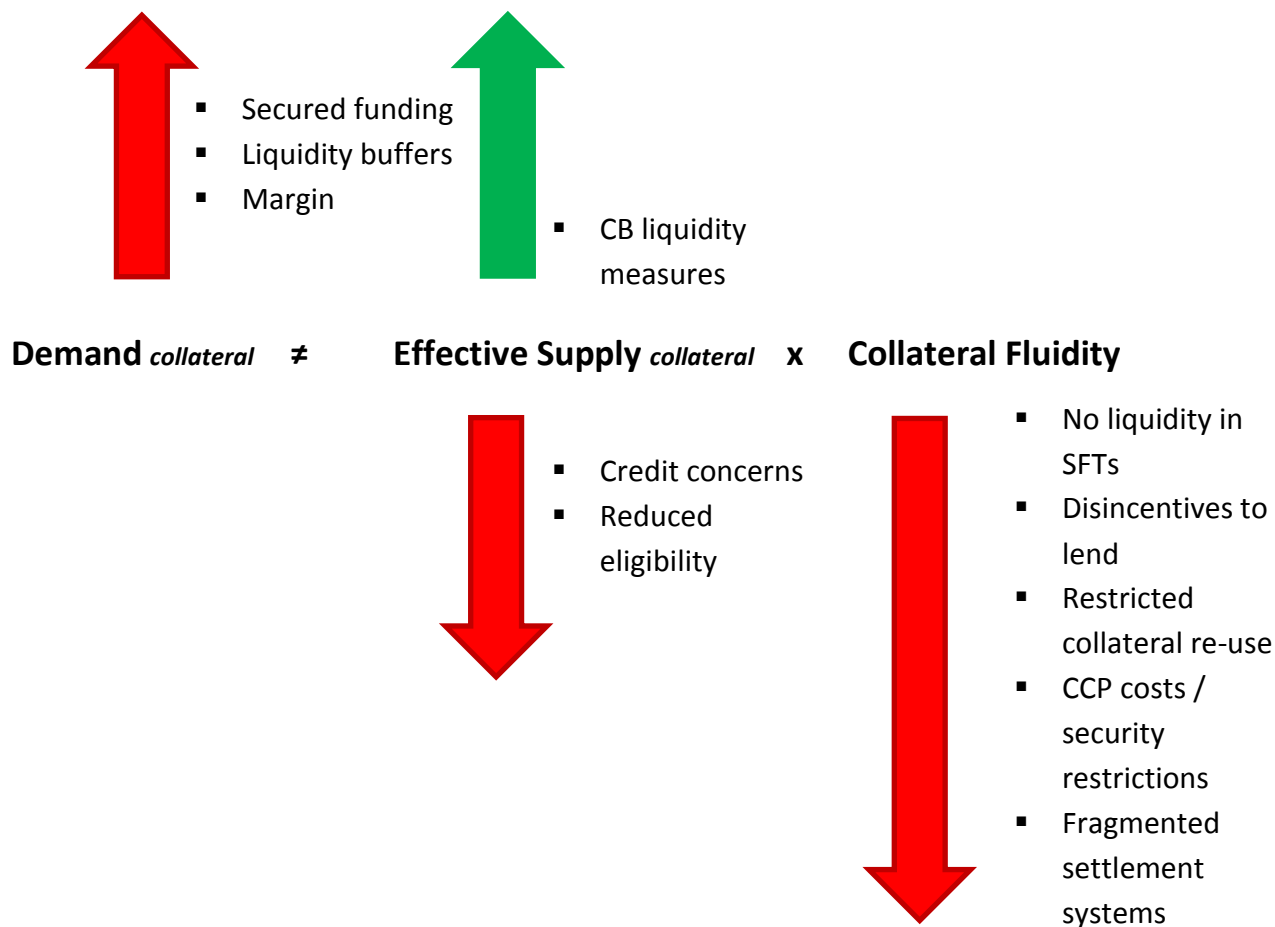 ▪ Secured funding
▪ Liquidity buffers
▪ Margin
▪ CB liquidity
measures
Demand collateral ≠ Effective Supply collateral x Collateral Fluidity
▪ Credit concerns
▪ Reduced
eligibility
▪ No liquidity in
SFTs
▪ Disincentives to
lend
▪ Restricted
collateral re-use
▪ CCP costs /
security
restrictions
▪ Fragmented
settlement
systems